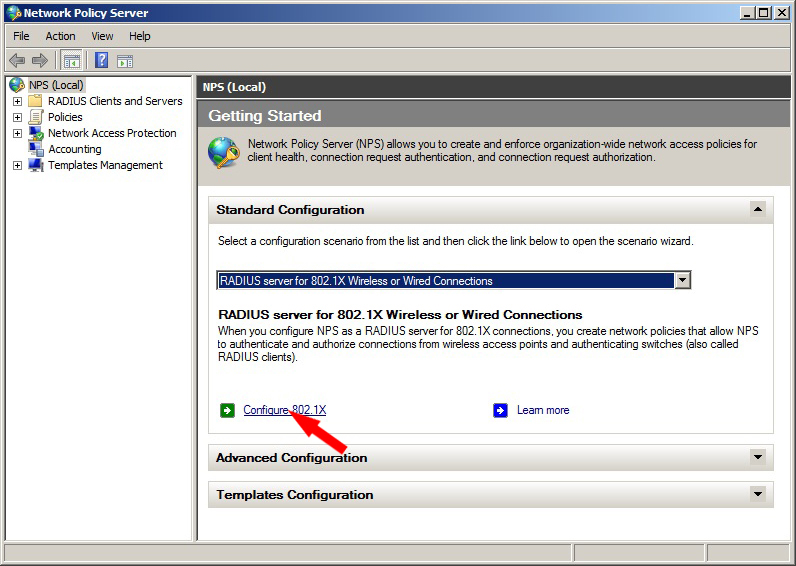 Network Policy Server
File Action View Help
NPS (Local)
RADIUS Clients and Servers
Policies
Network Access Protection
Accounting
Templates Management
NPS (Local)
Getting Started
Network Policy Server (NPS) allows you to create and enforce organization-wide network access policies for
client health, connection request authentication, and connection request authorization.
Standard Configuration
Select a configuration scenario from the list and then click the link below to open the scenario wizard.
RADIUS server for 802.1X Wireless or Wired Connections
RADIUS server for 802.1X Wireless or Wired Connections
When you configure NPS as a RADIUS server for 802.1X connections, you create network policies that allow NPS
to authenticate and authorize connections from wireless access points and authenticating switches (also called
RADIUS clients).
Configure 802.1X
Learn more
Advanced Configuration
Templates Configuration